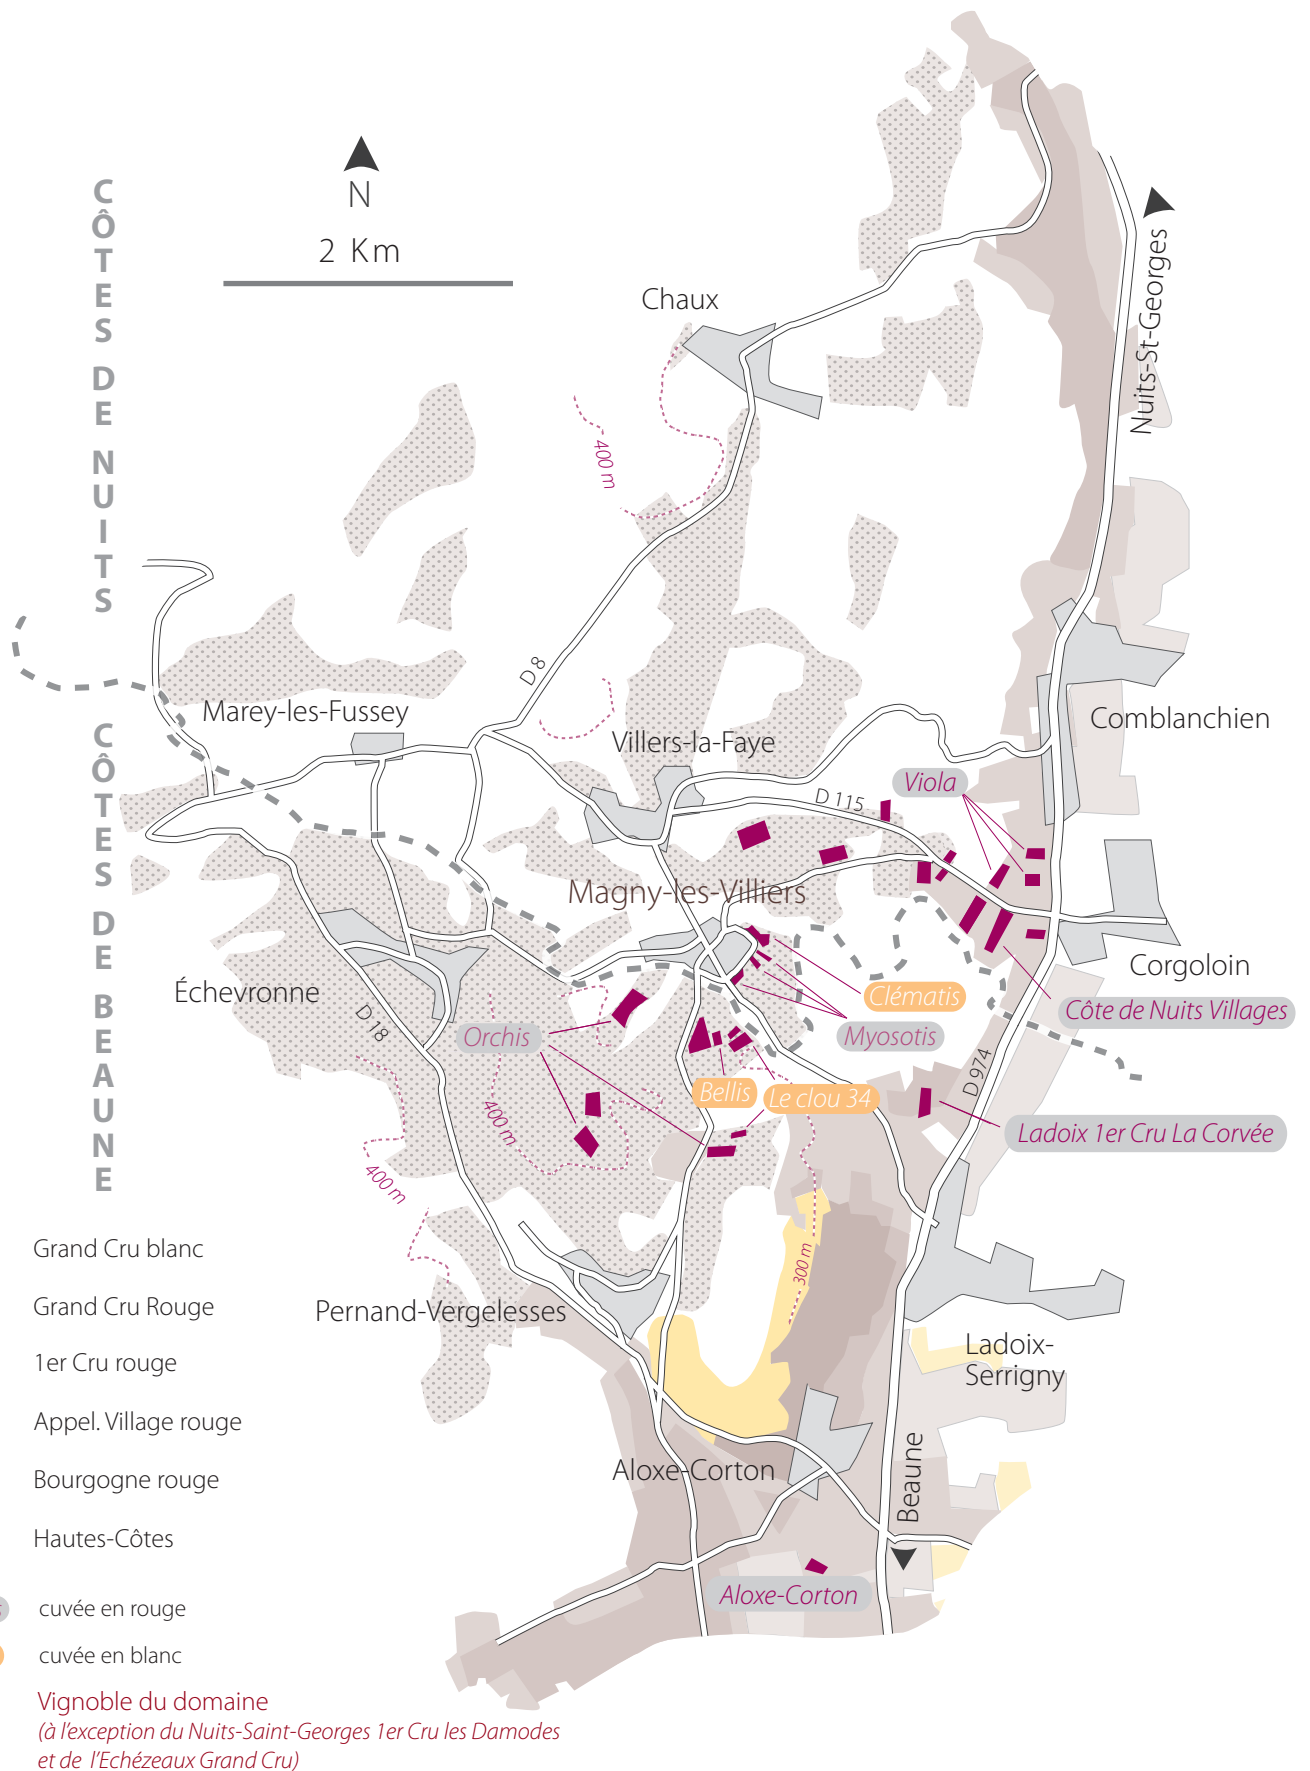 N
2 Km
CÔTES DE NUITS
CÔTES DE BEAUNE
Chaux
Nuits-St-Georges
400 m
D 8
Marey-les-Fussey
Villers-la-Faye
Comblanchien
Viola
D 115
Magny-les-Villiers
Corgoloin
Échevronne
Clématis
Côte de Nuits Villages
D 18
Orchis
Myosotis
D 974
Bellis
Le clou 34
400 m
Ladoix 1er Cru La Corvée
400 m
300 m
Pernand-Vergelesses
Ladoix-
Serrigny
Aloxe-Corton
Beaune
Aloxe-Corton
Grand Cru blanc
Grand Cru Rouge
1er Cru rouge
Appel. Village rouge
Bourgogne rouge
Hautes-Côtes
cuvée en rouge
cuvée en blanc
Vignoble du domaine
(à l'exception du Nuits-Saint-Georges 1er Cru les Damodes
et de l'Echézeaux Grand Cru)